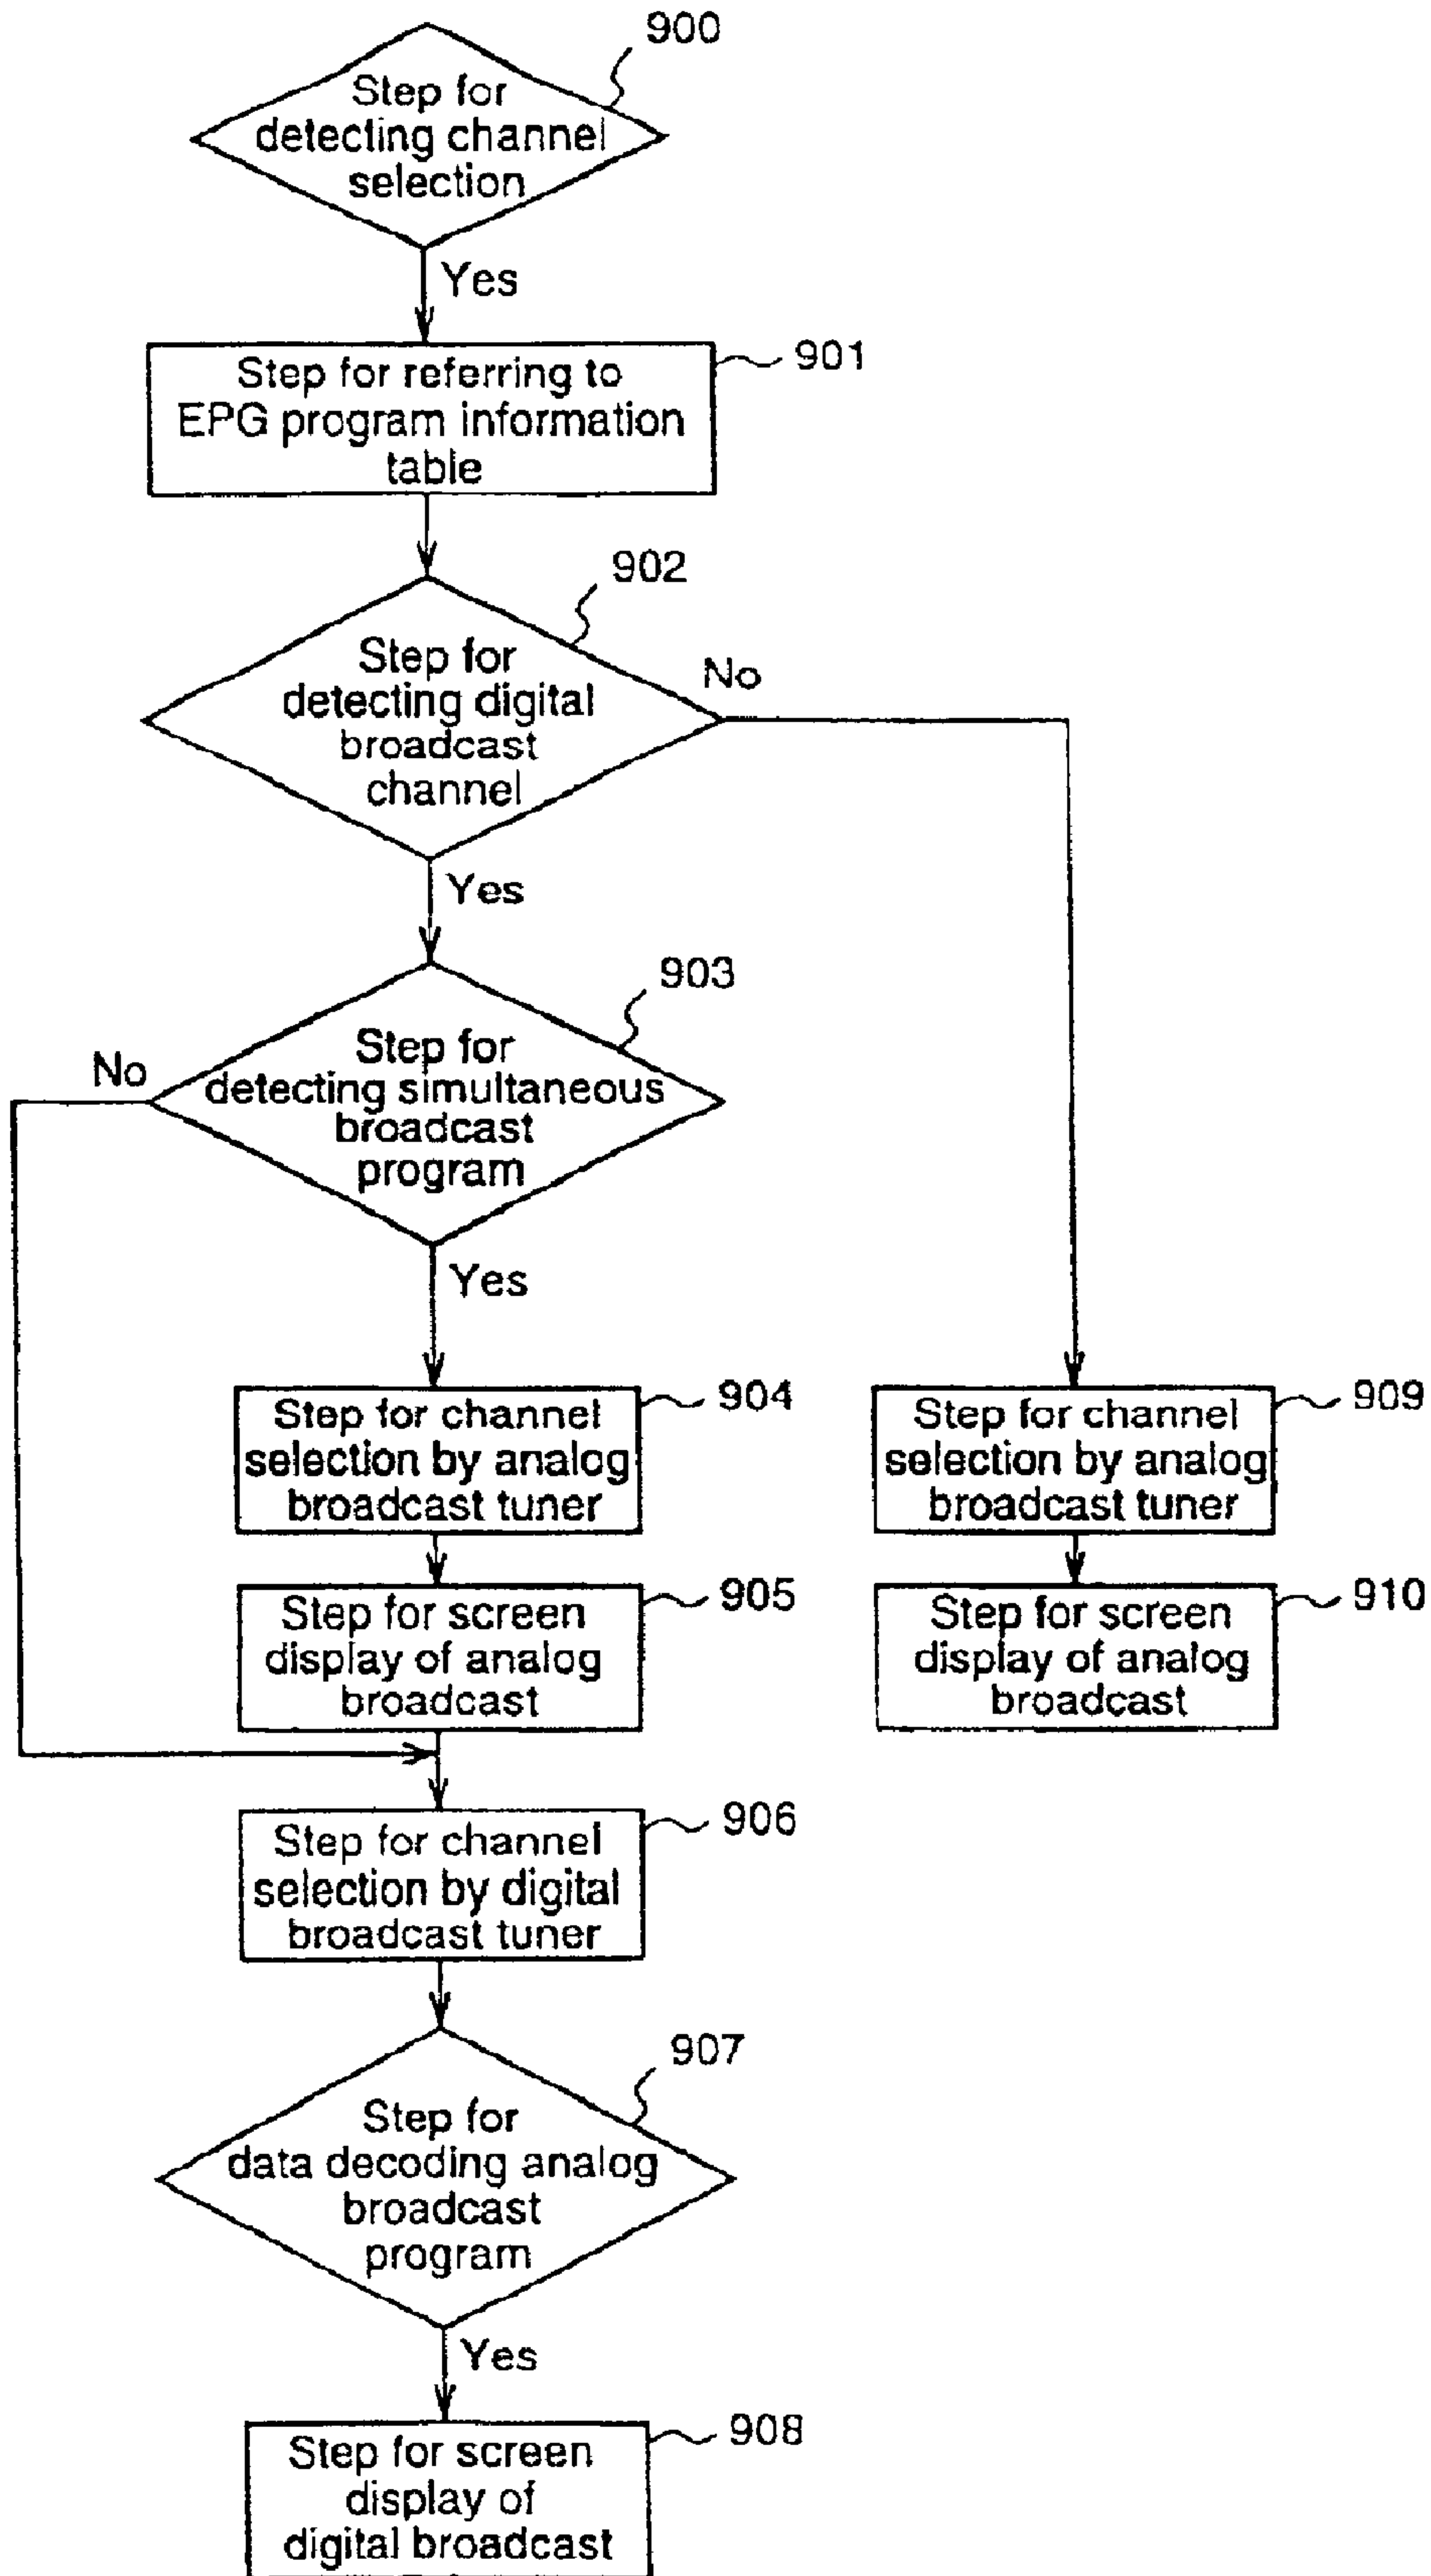 900
Step for
detecting channel
selection
Yes
901
Step for referring to
EPG program information
table
902
Step for
detecting digital
broadcast
channel
No
Yes
903
Step for
detecting simultaneous
broadcast
program
No
Yes
904
Step for channel
selection by analog
broadcast tuner
909
Step for channel
selection by analog
broadcast tuner
905
Step for screen
display of analog
broadcast
910
Step for screen
display of analog
broadcast
906
Step for channel
selection by digital
broadcast tuner
907
Step for
data decoding analog
broadcast
program
Yes
908
Step for screen
display of
digital broadcast